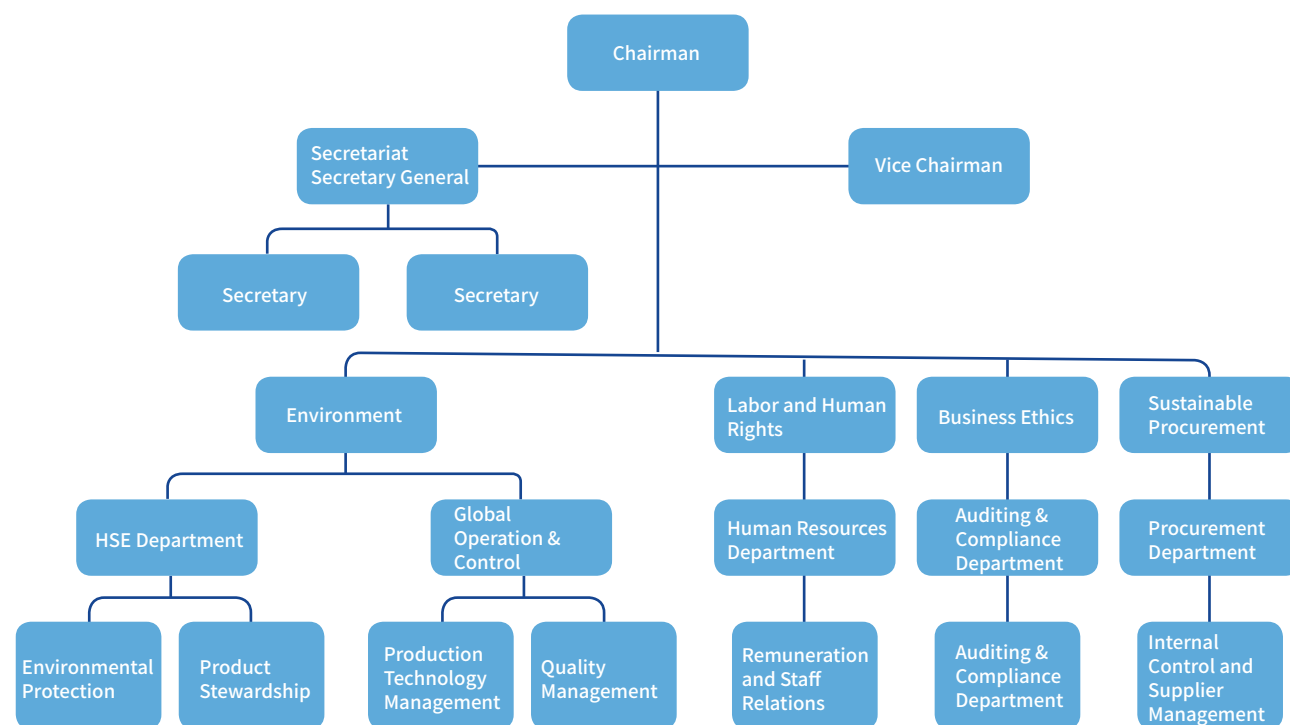 Chairman
Secretariat
Secretary General
Vice Chairman
Secretary
Secretary
Environment
Labor and Human
Rights
Business Ethics
Sustainable
Procurement
HSE Department
Global
Operation &
Control
Human Resources
Department
Auditing &
Compliance
Department
Procurement
Department
Environmental
Protection
Product
Stewardship
Production
Technology
Management
Quality
Management
Remuneration
and Staff
Relations
Auditing &
Compliance
Department
Internal
Control and
Supplier
Management